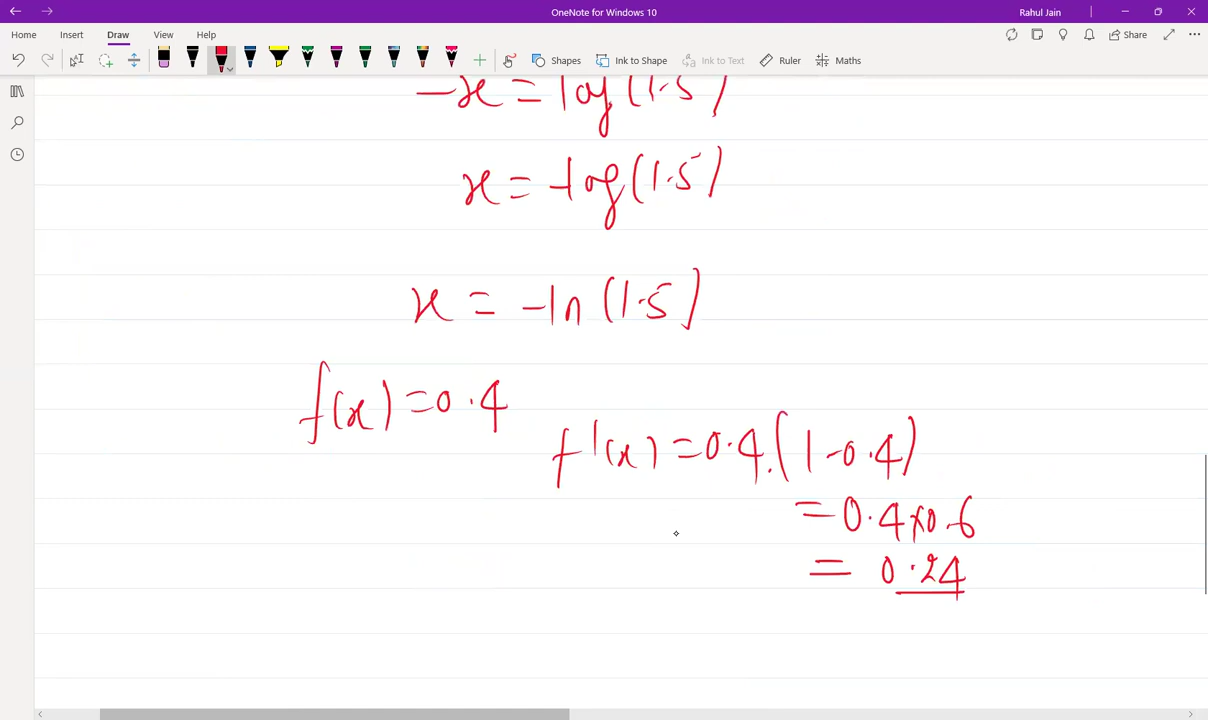 OneNote for Windows 10
Rahul Jain
Home Insert Draw View Help
Share
Shapes Ink to Shape Ink to Text Ruler Maths
-x = log(1.5)
x = -log(1.5)
x = -ln(1.5)
f(x) = 0.4
f'(x) = 0.4.(1-0.4)
= 0.4×0.6
= 0.24